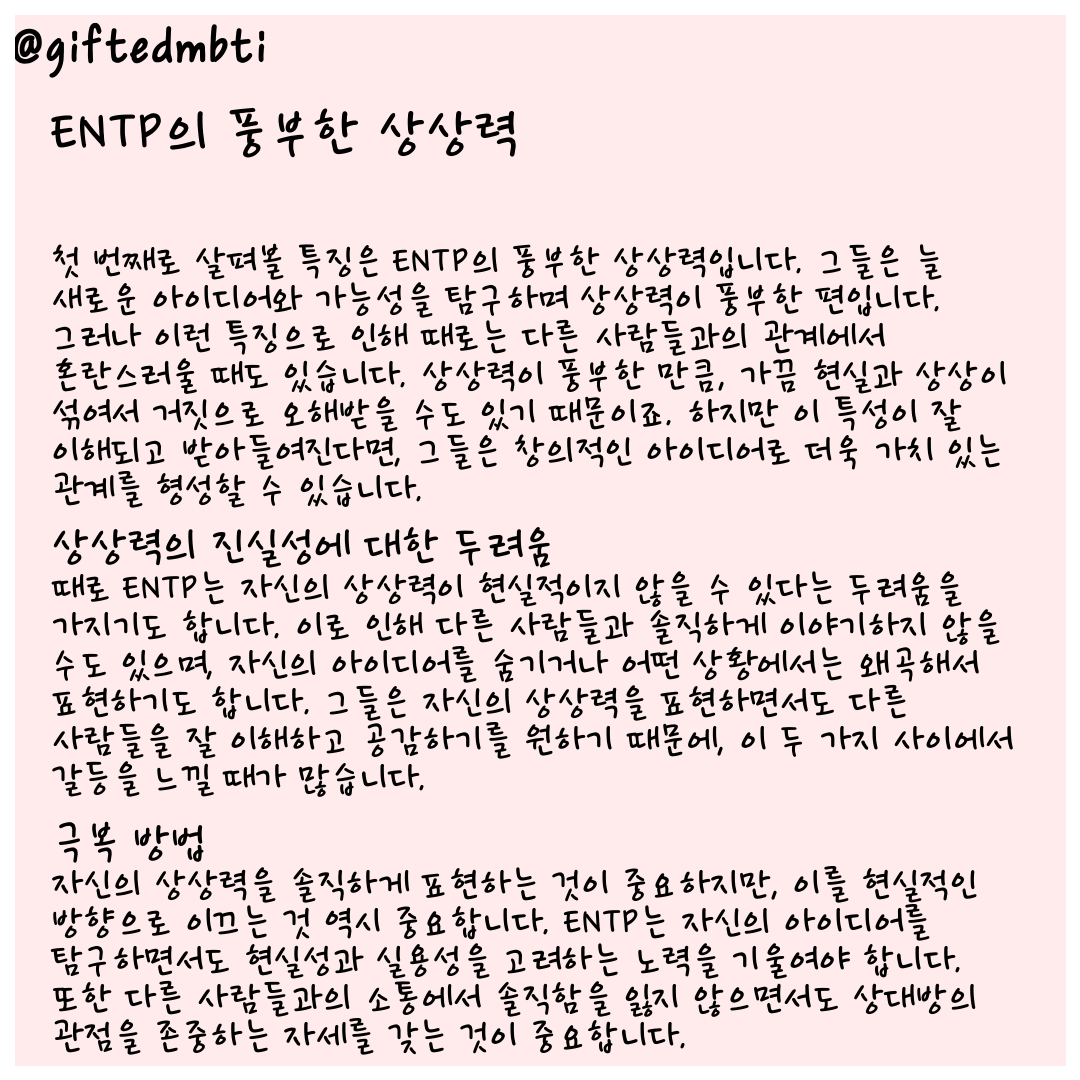 @giftedmbti
ENTP의 풍부한 상상력
첫 번째로 살펴볼 특징은 ENTP의 풍부한 상상력입니다. 그들은 늘
새로운 아이디어와 가능성을 탐구하며 상상력이 풍부한 편입니다.
그러나 이런 특징으로 인해 때로는 다른 사람들과의 관계에서
혼란스러울 때도 있습니다. 상상력이 풍부한 만큼, 가끔 현실과 상상이
섞여서 거짓으로 오해받을 수도 있기 때문이죠. 하지만 이 특성이 잘
이해되고 받아들여진다면, 그들은 창의적인 아이디어로 더욱 가치 있는
관계를 형성할 수 있습니다.
상상력의 진실성에 대한 두려움
때로 ENTP는 자신의 상상력이 현실적이지 않을 수 있다는 두려움을
가지기도 합니다. 이로 인해 다른 사람들과 솔직하게 이야기하지 않을
수도 있으며, 자신의 아이디어를 숨기거나 어떤 상황에서는 왜곡해서
표현하기도 합니다. 그들은 자신의 상상력을 표현하면서도 다른
사람들을 잘 이해하고 공감하기를 원하기 때문에, 이 두 가지 사이에서
갈등을 느낄 때가 많습니다.
극복 방법
자신의 상상력을 솔직하게 표현하는 것이 중요하지만, 이를 현실적인
방향으로 이끄는 것 역시 중요합니다. ENTP는 자신의 아이디어를
탐구하면서도 현실성과 실용성을 고려하는 노력을 기울여야 합니다.
또한 다른 사람들과의 소통에서 솔직함을 잃지 않으면서도 상대방의
관점을 존중하는 자세를 갖는 것이 중요합니다.